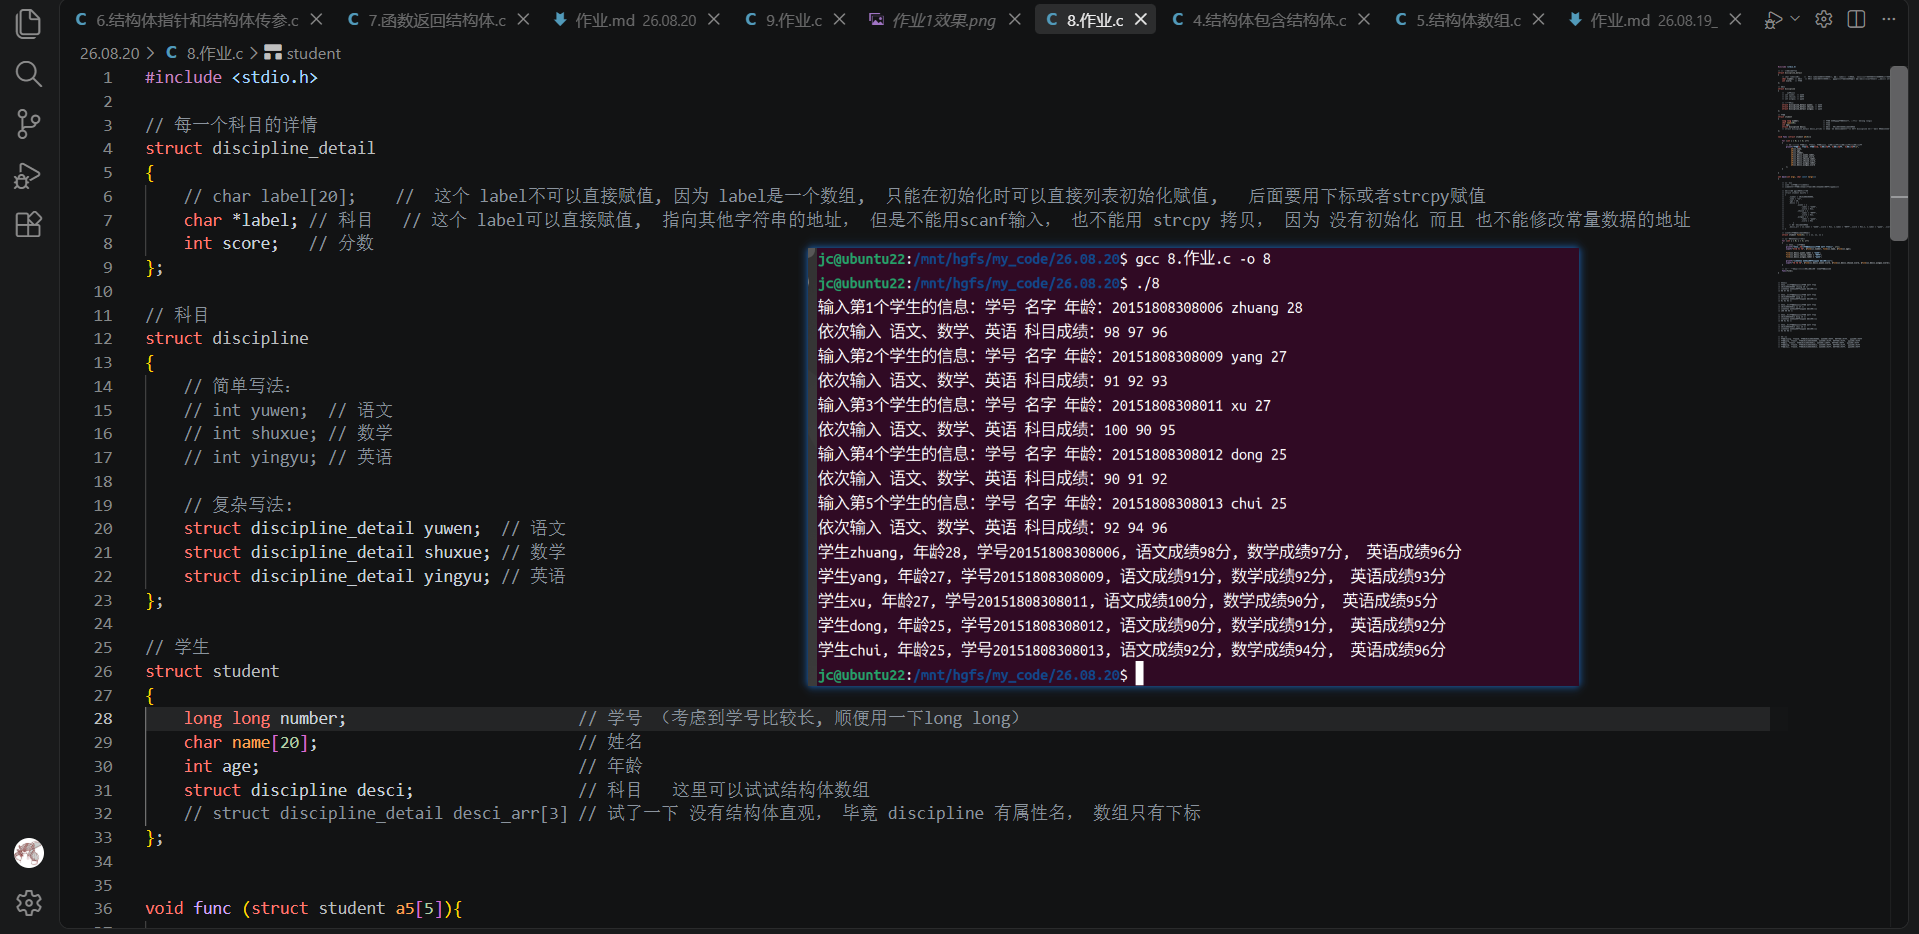 6.结构体指针和结构体传参.c
7.函数返回结构体.c
作业.md 26.08.20
9.作业.c
作业1效果.png
8.作业.c
4.结构体包含结构体.c
5.结构体数组.c
作业.md 26.08.19_
26.08.20 > C 8.作业.c > student
1 #include <stdio.h>
2
3 // 每一个科目的详情
4 struct discipline_detail
5 {
6 // char label[20]; // 这个 label不可以直接赋值, 因为 label是一个数组, 只能在初始化时可以直接列表初始化赋值, 后面要用下标或者strcpy赋值
7 char *label; // 科目 // 这个 label可以直接赋值, 指向其他字符串的地址, 但是不能用scanf输入, 也不能用 strcpy 拷贝, 因为 没有初始化 而且 也不能修改常量数据的地址
8 int score; // 分数
9 };
10
11 // 科目
12 struct discipline
13 {
14 // 简单写法:
15 // int yuwen; // 语文
16 // int shuxue; // 数学
17 // int yingyu; // 英语
18
19 // 复杂写法:
20 struct discipline_detail yuwen; // 语文
21 struct discipline_detail shuxue; // 数学
22 struct discipline_detail yingyu; // 英语
23 };
24
25 // 学生
26 struct student
27 {
28 long long number; // 学号 (考虑到学号比较长, 顺便用一下long long)
29 char name[20]; // 姓名
30 int age; // 年龄
31 struct discipline desci; // 科目 这里可以试试结构体数组
32 // struct discipline_detail desci_arr[3] // 试了一下 没有结构体直观, 毕竟 discipline 有属性名, 数组只有下标
33 };
34
35
36 void func (struct student a5[5]){
jc@ubuntu22:/mnt/hgfs/my_code/26.08.20$ gcc 8.作业.c -o 8
jc@ubuntu22:/mnt/hgfs/my_code/26.08.20$ ./8
输入第1个学生的信息: 学号 名字 年龄: 20151808308006 zhuang 28
依次输入 语文、数学、英语 科目成绩: 98 97 96
输入第2个学生的信息: 学号 名字 年龄: 20151808308009 yang 27
依次输入 语文、数学、英语 科目成绩: 91 92 93
输入第3个学生的信息: 学号 名字 年龄: 20151808308011 xu 27
依次输入 语文、数学、英语 科目成绩: 100 90 95
输入第4个学生的信息: 学号 名字 年龄: 20151808308012 dong 25
依次输入 语文、数学、英语 科目成绩: 90 91 92
输入第5个学生的信息: 学号 名字 年龄: 20151808308013 chui 25
依次输入 语文、数学、英语 科目成绩: 92 94 96
学生zhuang, 年龄28, 学号20151808308006, 语文成绩98分, 数学成绩97分, 英语成绩96分
学生yang, 年龄27, 学号20151808308009, 语文成绩91分, 数学成绩92分, 英语成绩93分
学生xu, 年龄27, 学号20151808308011, 语文成绩100分, 数学成绩90分, 英语成绩95分
学生dong, 年龄25, 学号20151808308012, 语文成绩90分, 数学成绩91分, 英语成绩92分
学生chui, 年龄25, 学号20151808308013, 语文成绩92分, 数学成绩94分, 英语成绩96分
jc@ubuntu22:/mnt/hgfs/my_code/26.08.20$